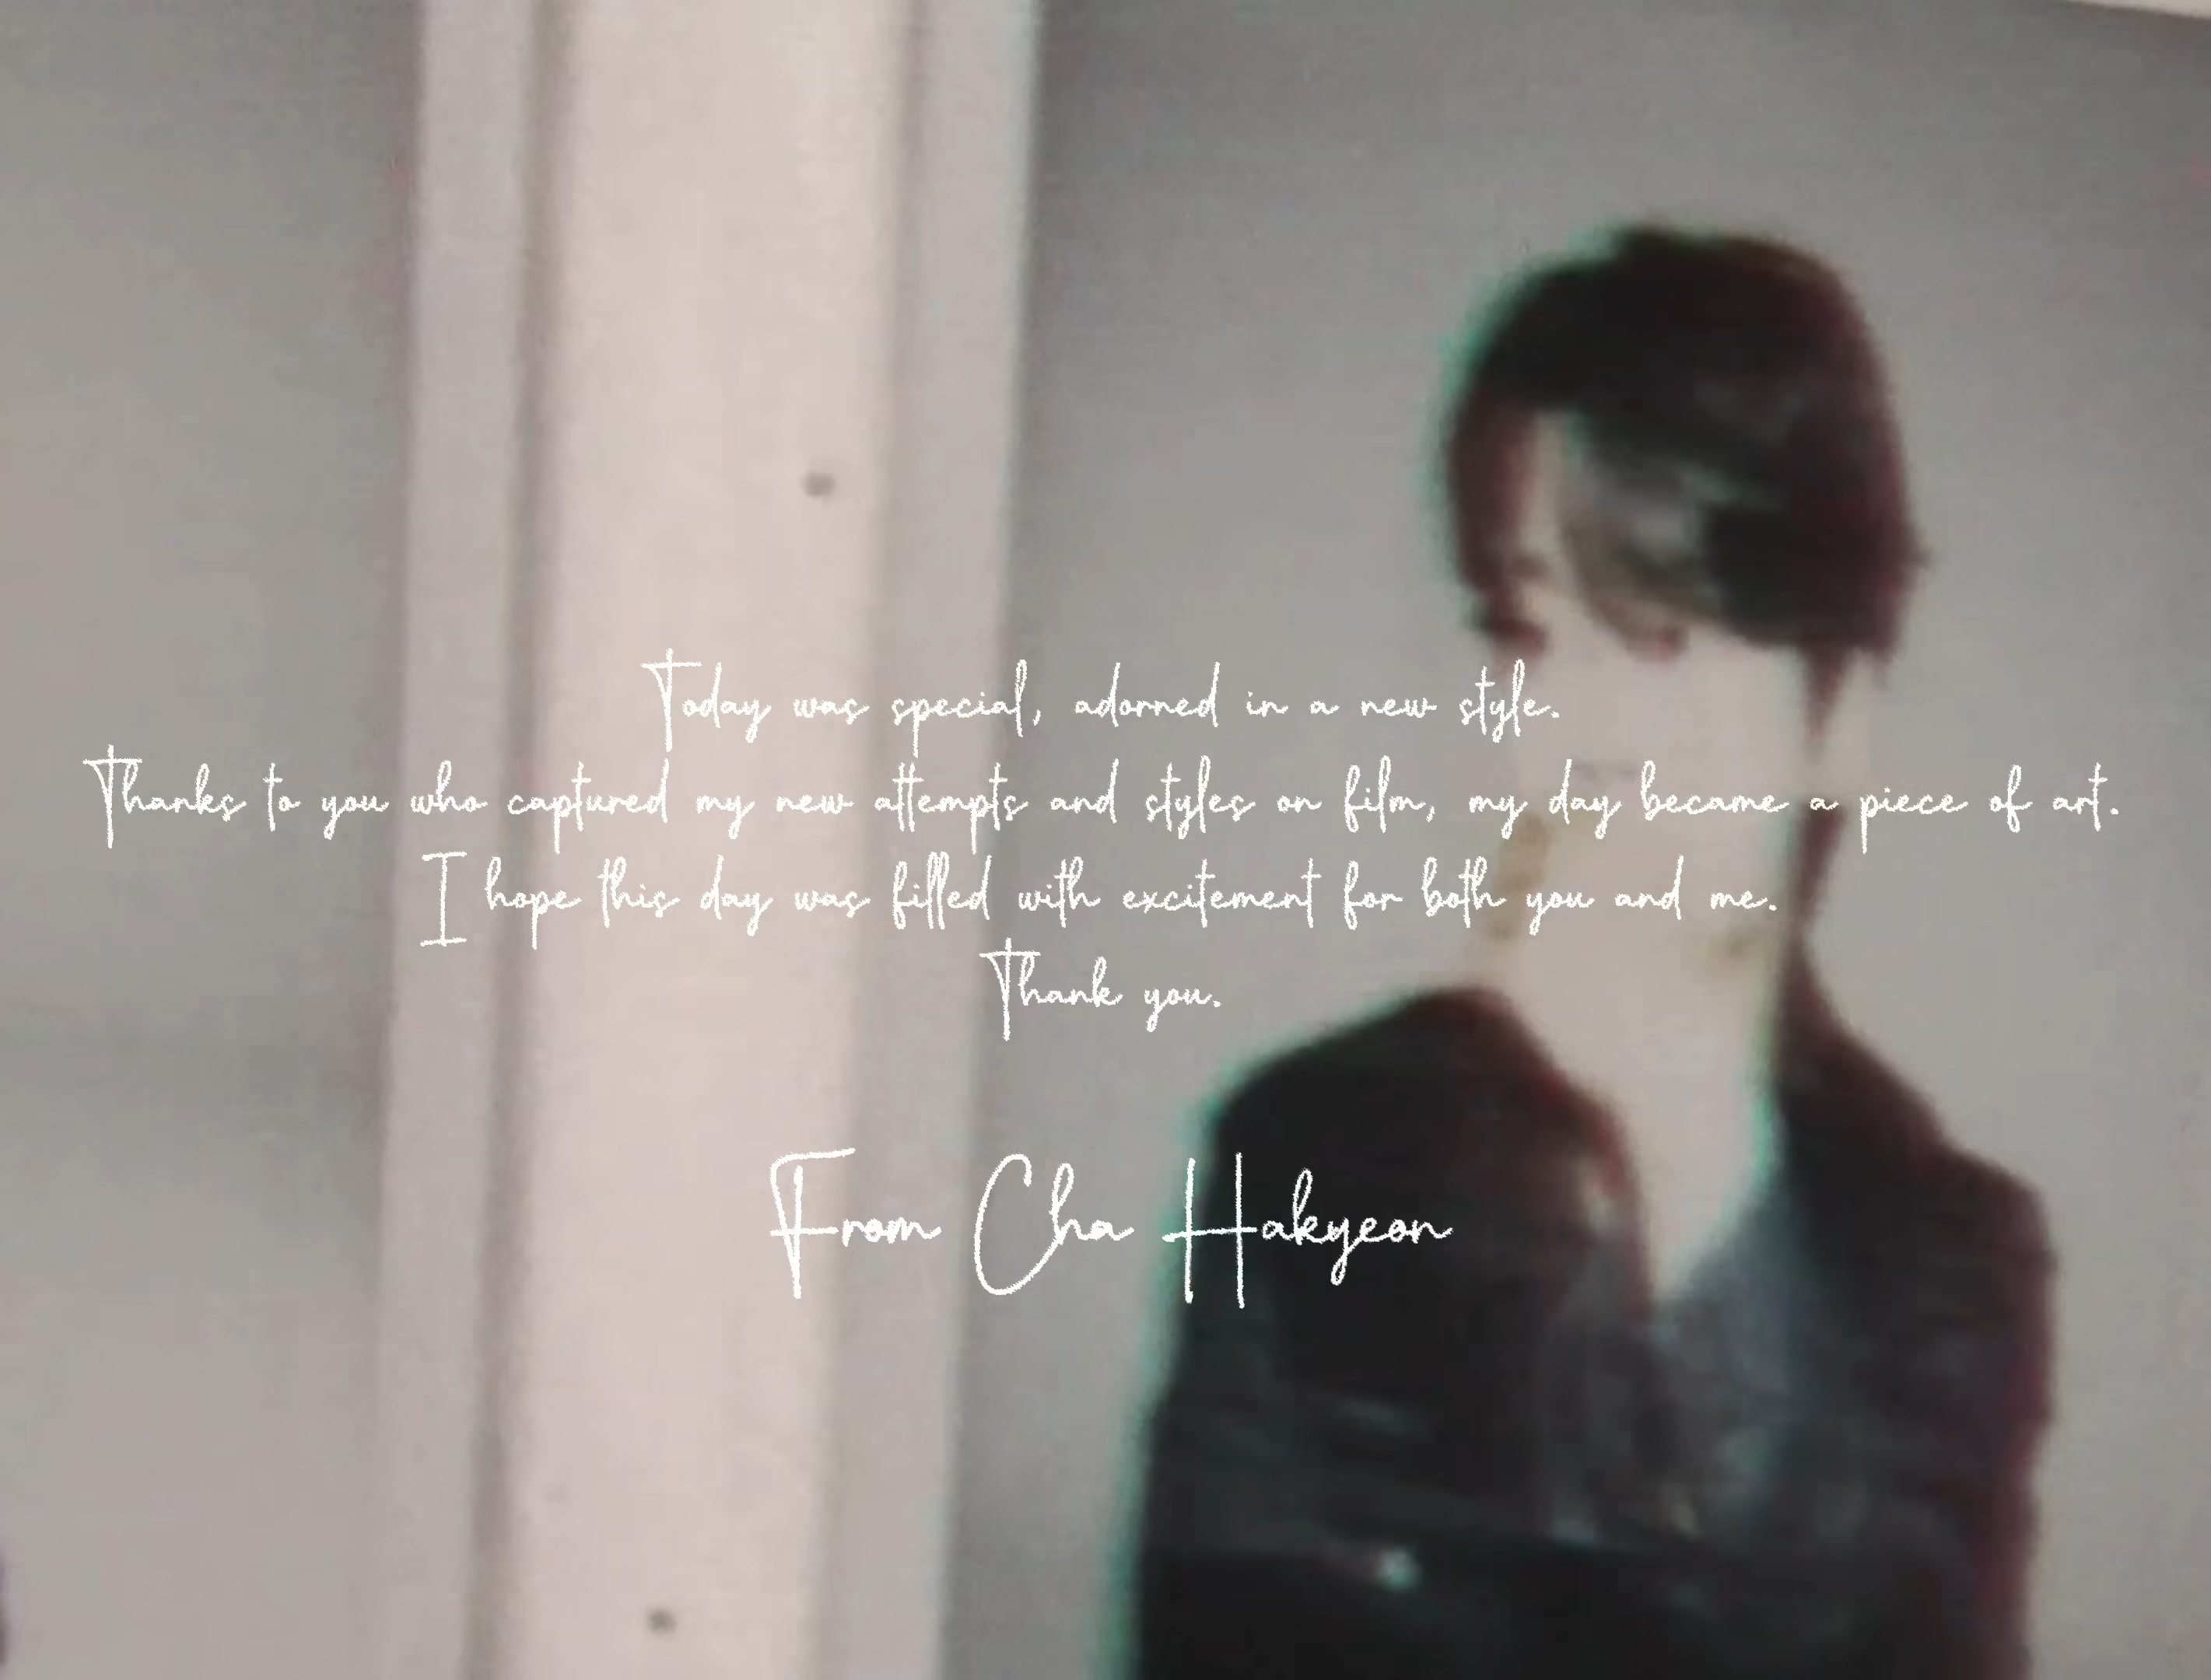 Today was special, adorned in a new style.
Thanks to you who captured my new attempts and styles on film, my day became a piece of art.
I hope this day was filled with excitement for both you and me.
Thank you.
From Cha Hakyeon